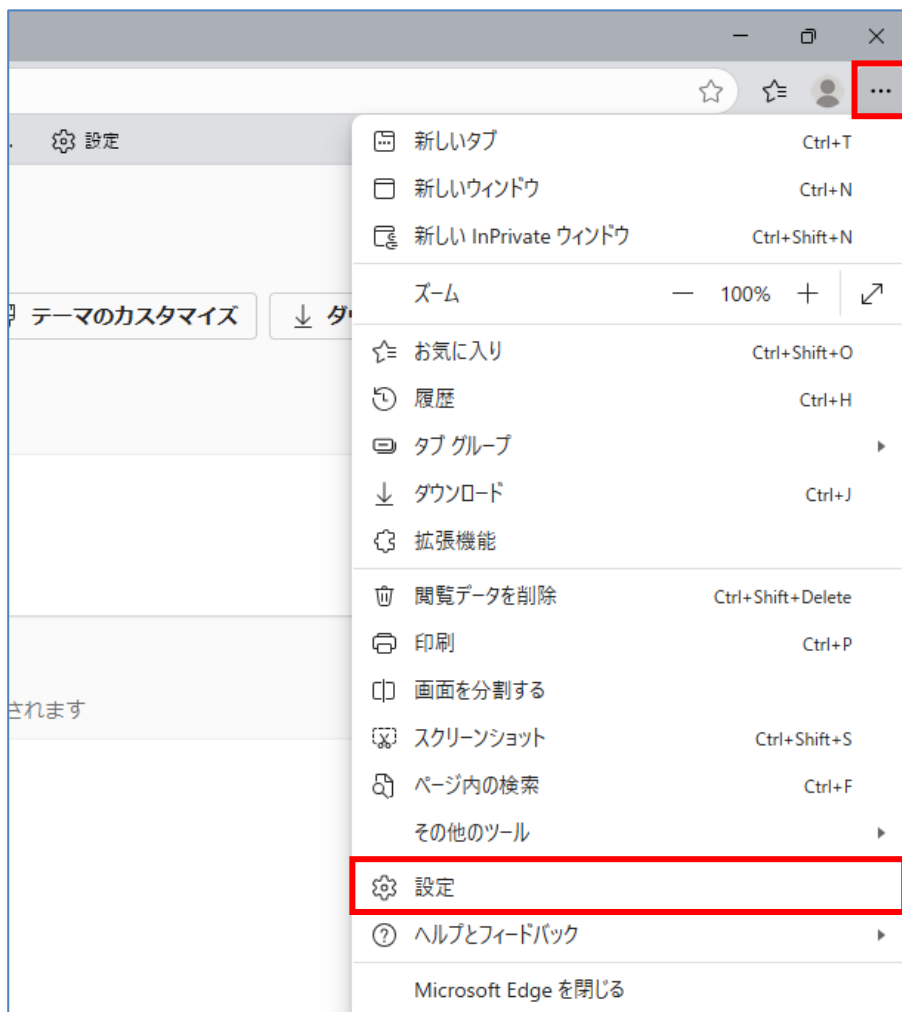 設定
新しいタブ Ctrl+T
新しいウィンドウ Ctrl+N
新しい InPrivate ウィンドウ Ctrl+Shift+N
ズーム 100%
テーマのカスタマイズ
お気に入り Ctrl+Shift+O
履歴 Ctrl+H
タブ グループ
ダウンロード Ctrl+J
拡張機能
閲覧データを削除 Ctrl+Shift+Delete
印刷 Ctrl+P
画面を分割する
されます
スクリーンショット Ctrl+Shift+S
ページ内の検索 Ctrl+F
その他のツール
設定
ヘルプとフィードバック
Microsoft Edge を閉じる